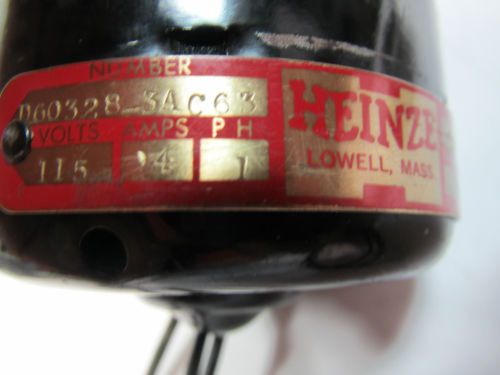 NUMBER
D60328-3AC63
VOLTS AMPS PH
115 .4 1
HEINZE
LOWELL, MASS.